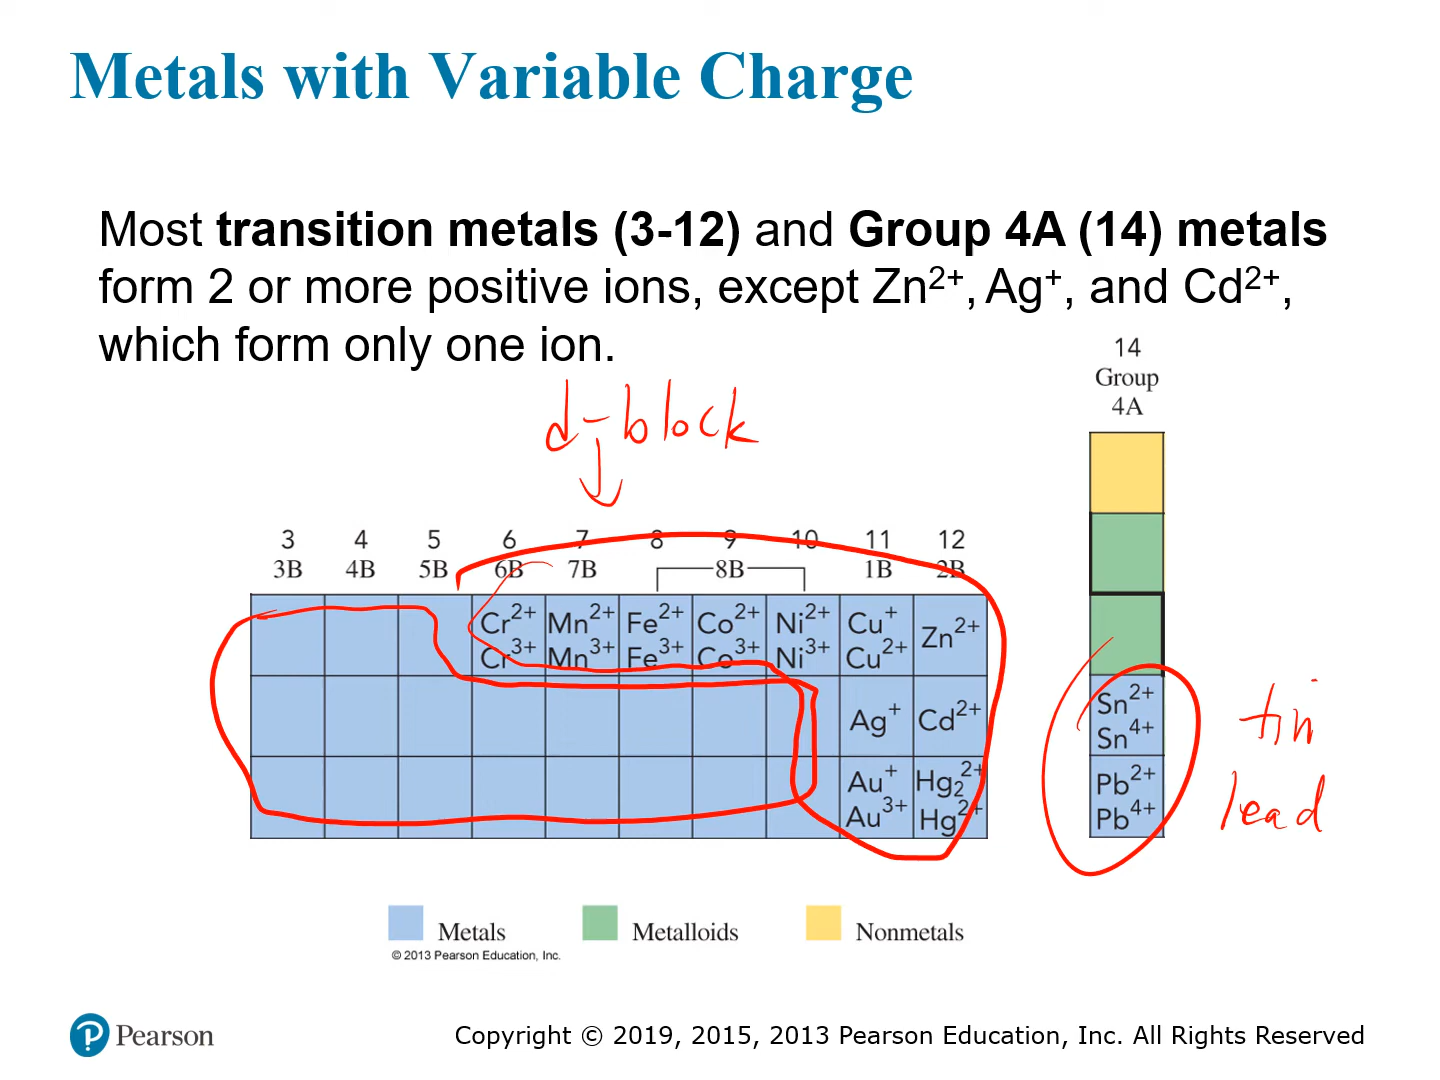 Metals with Variable Charge
Most transition metals (3-12) and Group 4A (14) metals
form 2 or more positive ions, except Zn²⁺, Ag⁺, and Cd²⁺,
which form only one ion.
14
Group
4A
d-block
3 4 5 6 7 8 9 10 11 12
3B 4B 5B 6B 7B 8B 1B 2B
Cr²⁺ Mn²⁺ Fe²⁺ Co²⁺ Ni²⁺ Cu⁺ Zn²⁺
Cr³⁺ Mn³⁺ Fe³⁺ Co³⁺ Ni³⁺ Cu²⁺
Ag⁺ Cd²⁺
Sn²⁺
Sn⁴⁺
tin
Au⁺ Hg₂²⁺
Au³⁺ Hg²⁺
Pb²⁺
Pb⁴⁺
lead
Metals Metalloids Nonmetals
© 2013 Pearson Education, Inc.
P Pearson
Copyright © 2019, 2015, 2013 Pearson Education, Inc. All Rights Reserved